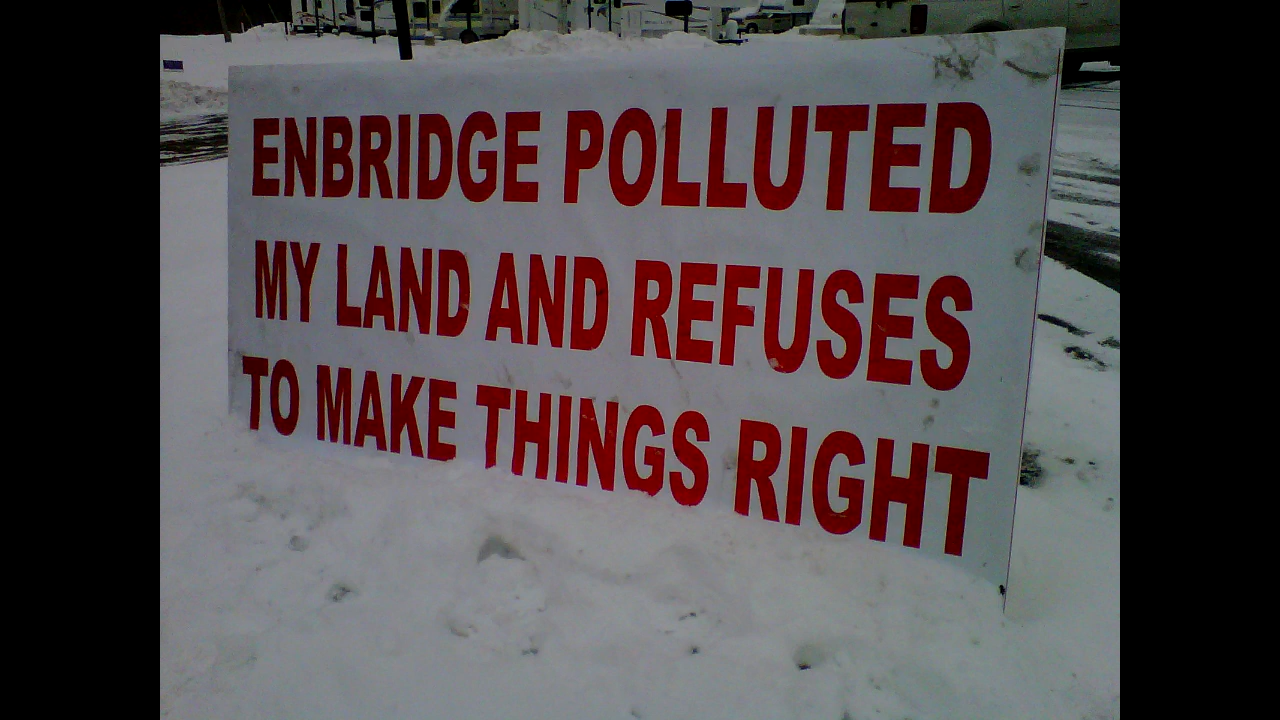 ENBRIDGE POLLUTED
MY LAND AND REFUSES
TO MAKE THINGS RIGHT